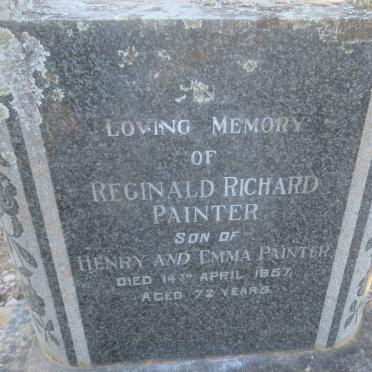 IN
LOVING MEMORY
OF
REGINALD RICHARD
PAINTER
SON OF
HENRY AND EMMA PAINTER
DIED 14TH APRIL 1957
AGED 72 YEARS